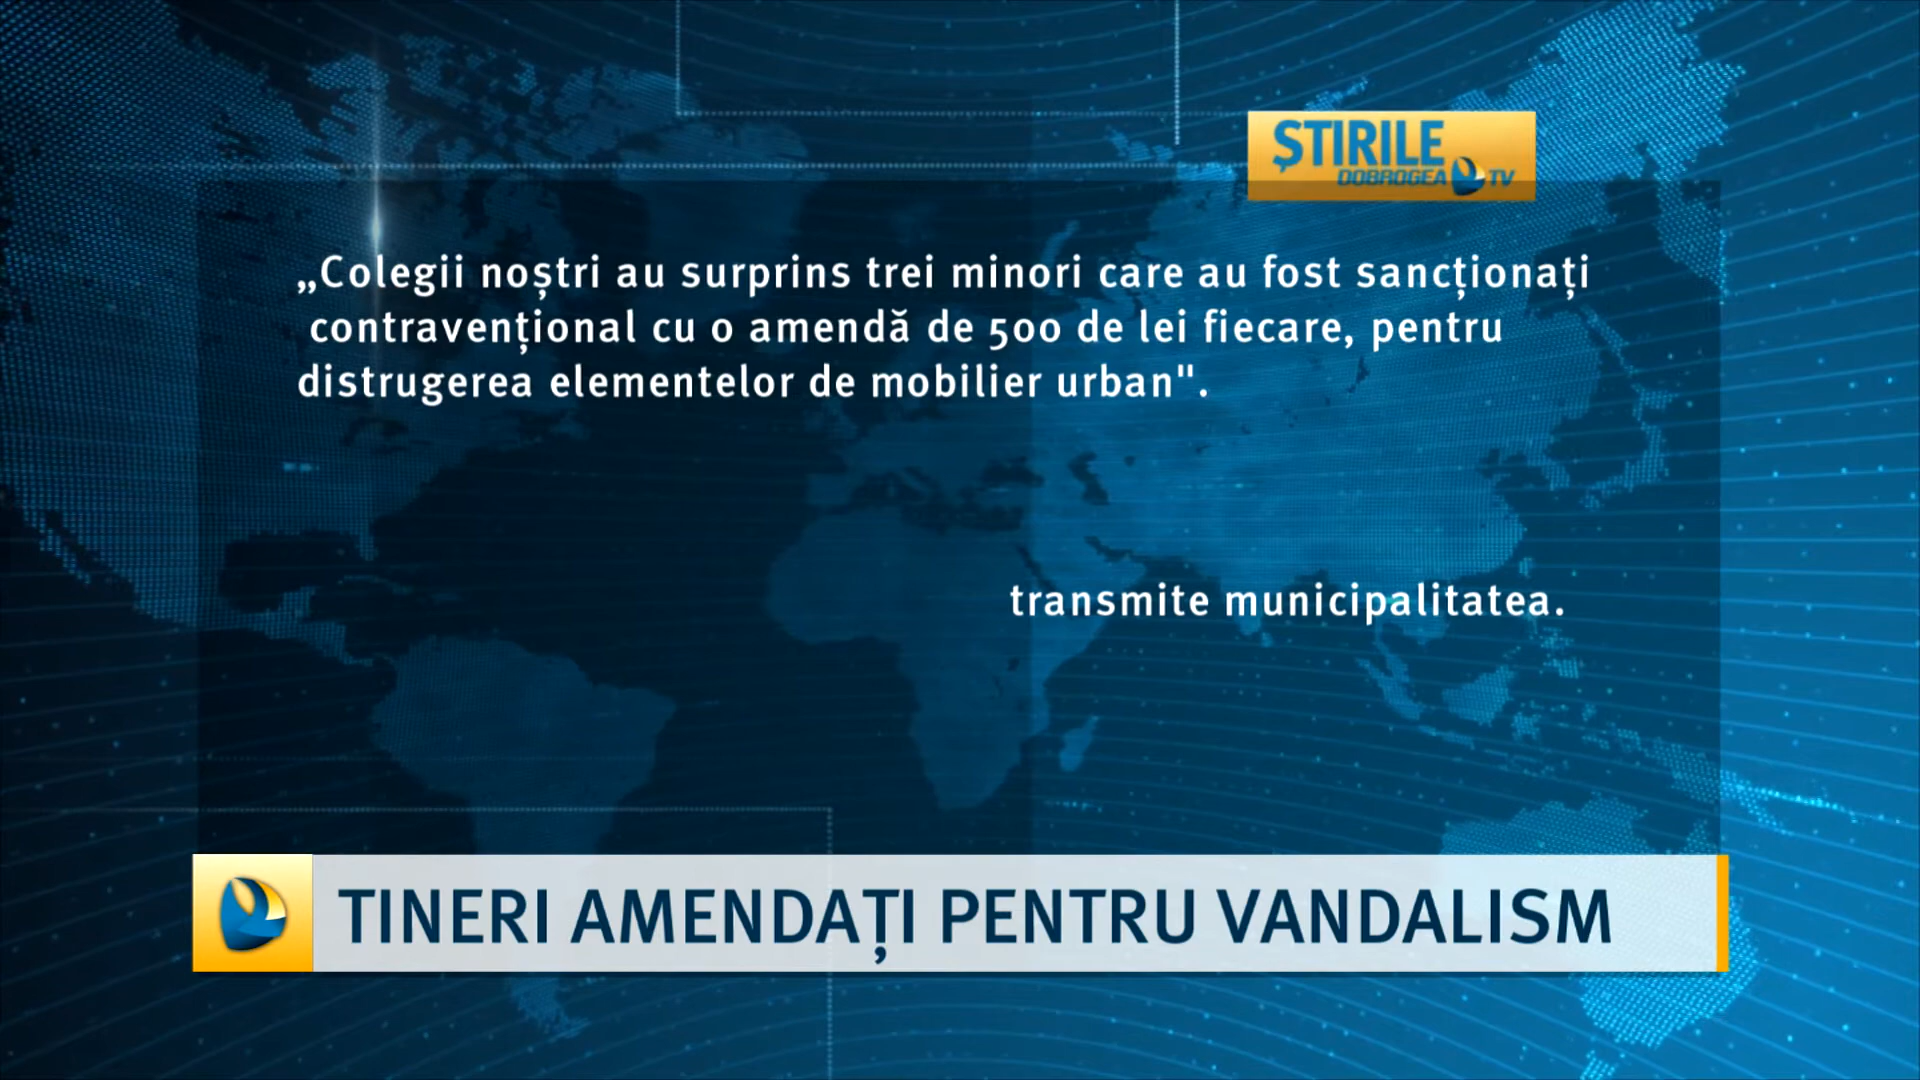 ȘTIRILE
DOBROGEA TV
„Colegii noștri au surprins trei minori care au fost sancționați
contravențional cu o amendă de 500 de lei fiecare, pentru
distrugerea elementelor de mobilier urban".
transmite municipalitatea.
TINERI AMENDAȚI PENTRU VANDALISM